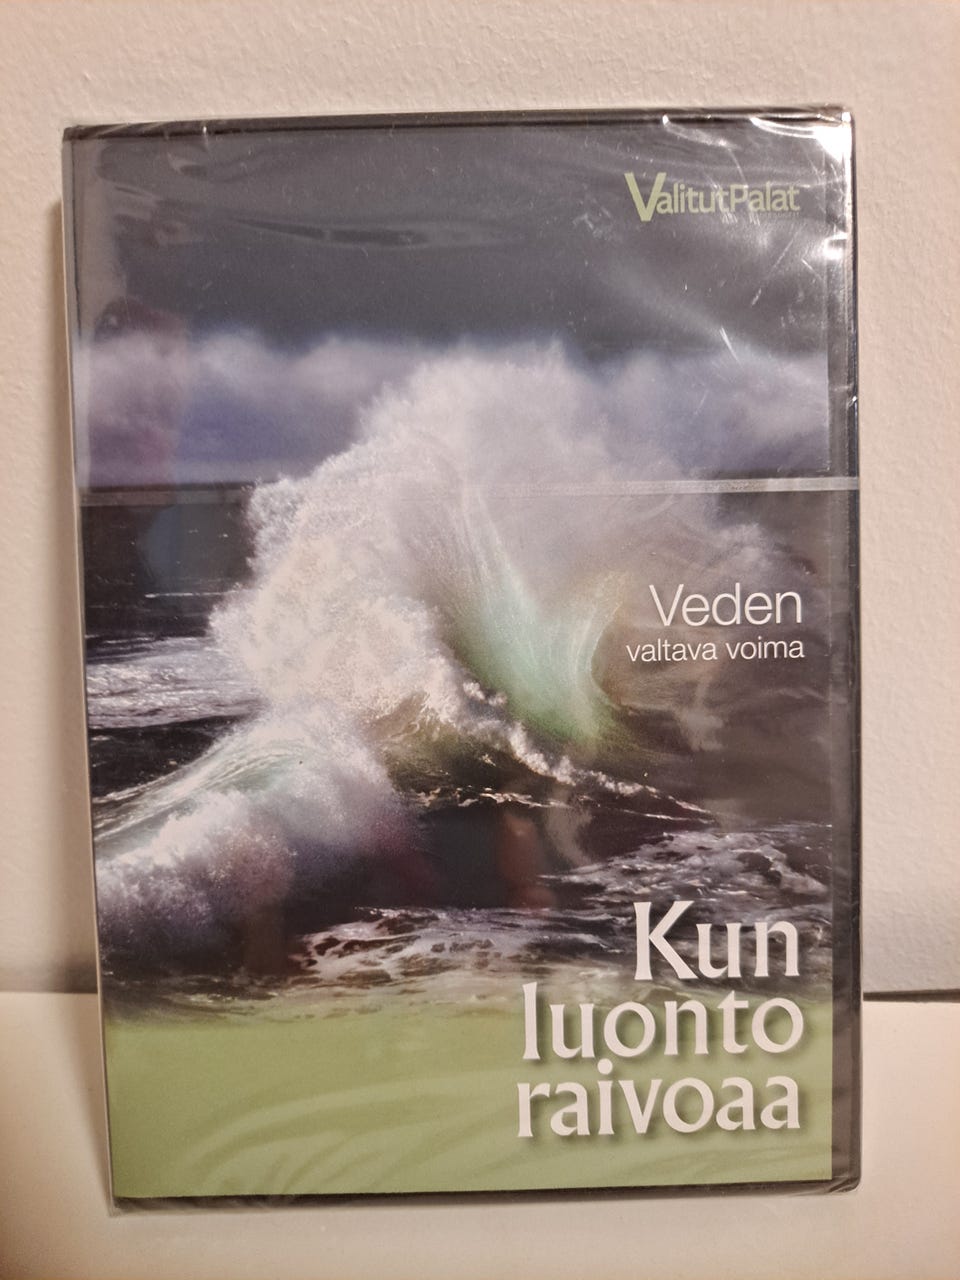 ValitutPalat
Veden
valtava voima
Kun
luonto
raivoaa